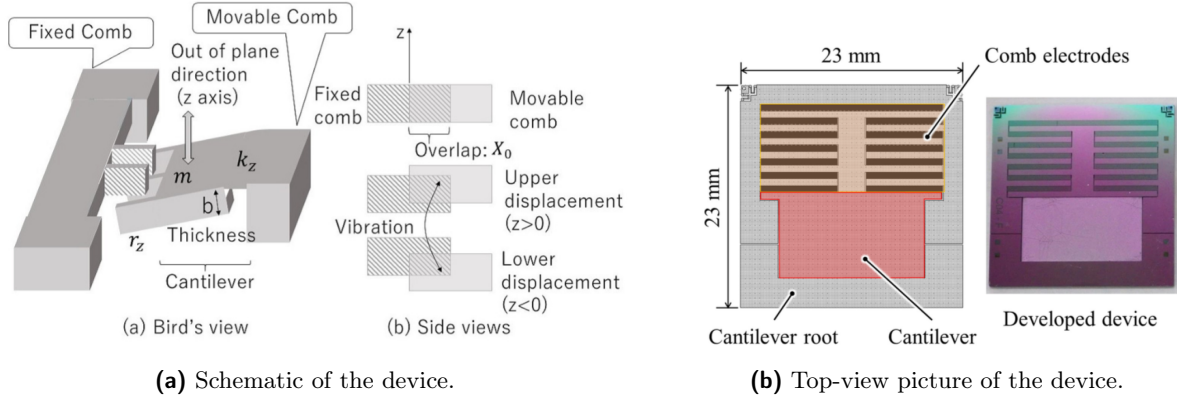 Fixed Comb
Movable Comb
Out of plane
direction
(z axis)
m
k_z
b
Thickness
r_z
Cantilever
(a) Bird's view
z
Fixed
comb
Movable
comb
Overlap: X_0
Upper
displacement
(z>0)
Vibration
Lower
displacement
(z<0)
(b) Side views
23 mm
Comb electrodes
23 mm
Cantilever root
Cantilever
Developed device
(a) Schematic of the device.
(b) Top-view picture of the device.